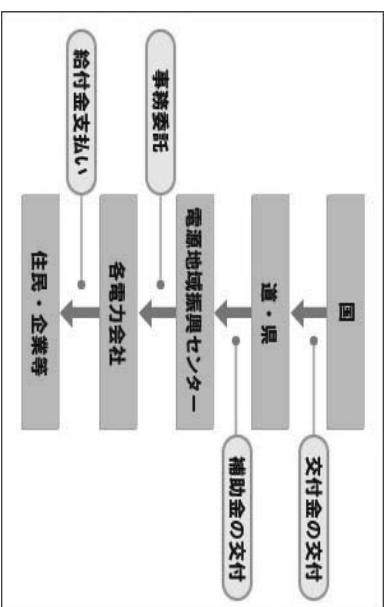 国
交付金の交付
道・県
補助金の交付
電源地域振興センター
事務委託
各電力会社
給付金支払い
住民・企業等